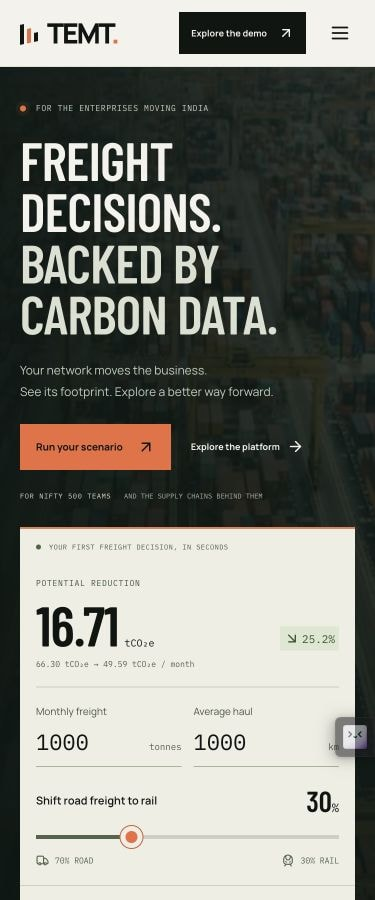 TEMT.
Explore the demo
FOR THE ENTERPRISES MOVING INDIA
FREIGHT
DECISIONS.
BACKED BY
CARBON DATA.
Your network moves the business.
See its footprint. Explore a better way forward.
Run your scenario
Explore the platform
FOR NIFTY 500 TEAMS AND THE SUPPLY CHAINS BEHIND THEM
YOUR FIRST FREIGHT DECISION, IN SECONDS
POTENTIAL REDUCTION
16.71 tCO₂e
25.2%
66.30 tCO₂e → 49.59 tCO₂e / month
Monthly freight
Average haul
1000 tonnes
1000 km
Shift road freight to rail
30%
70% ROAD
30% RAIL